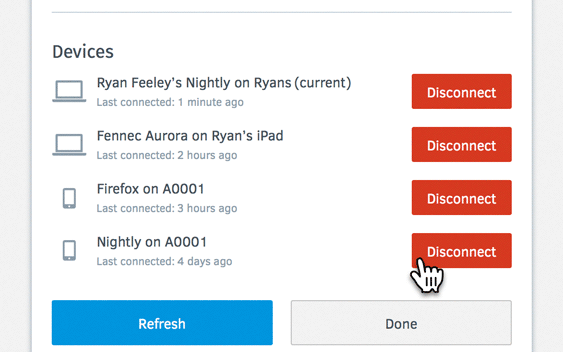 Devices
Ryan Feeley's Nightly on Ryans (current)
Last connected: 1 minute ago
Disconnect
Fennec Aurora on Ryan's iPad
Last connected: 2 hours ago
Disconnect
Firefox on A0001
Last connected: 3 hours ago
Disconnect
Nightly on A0001
Last connected: 4 days ago
Disconnect
Refresh
Done